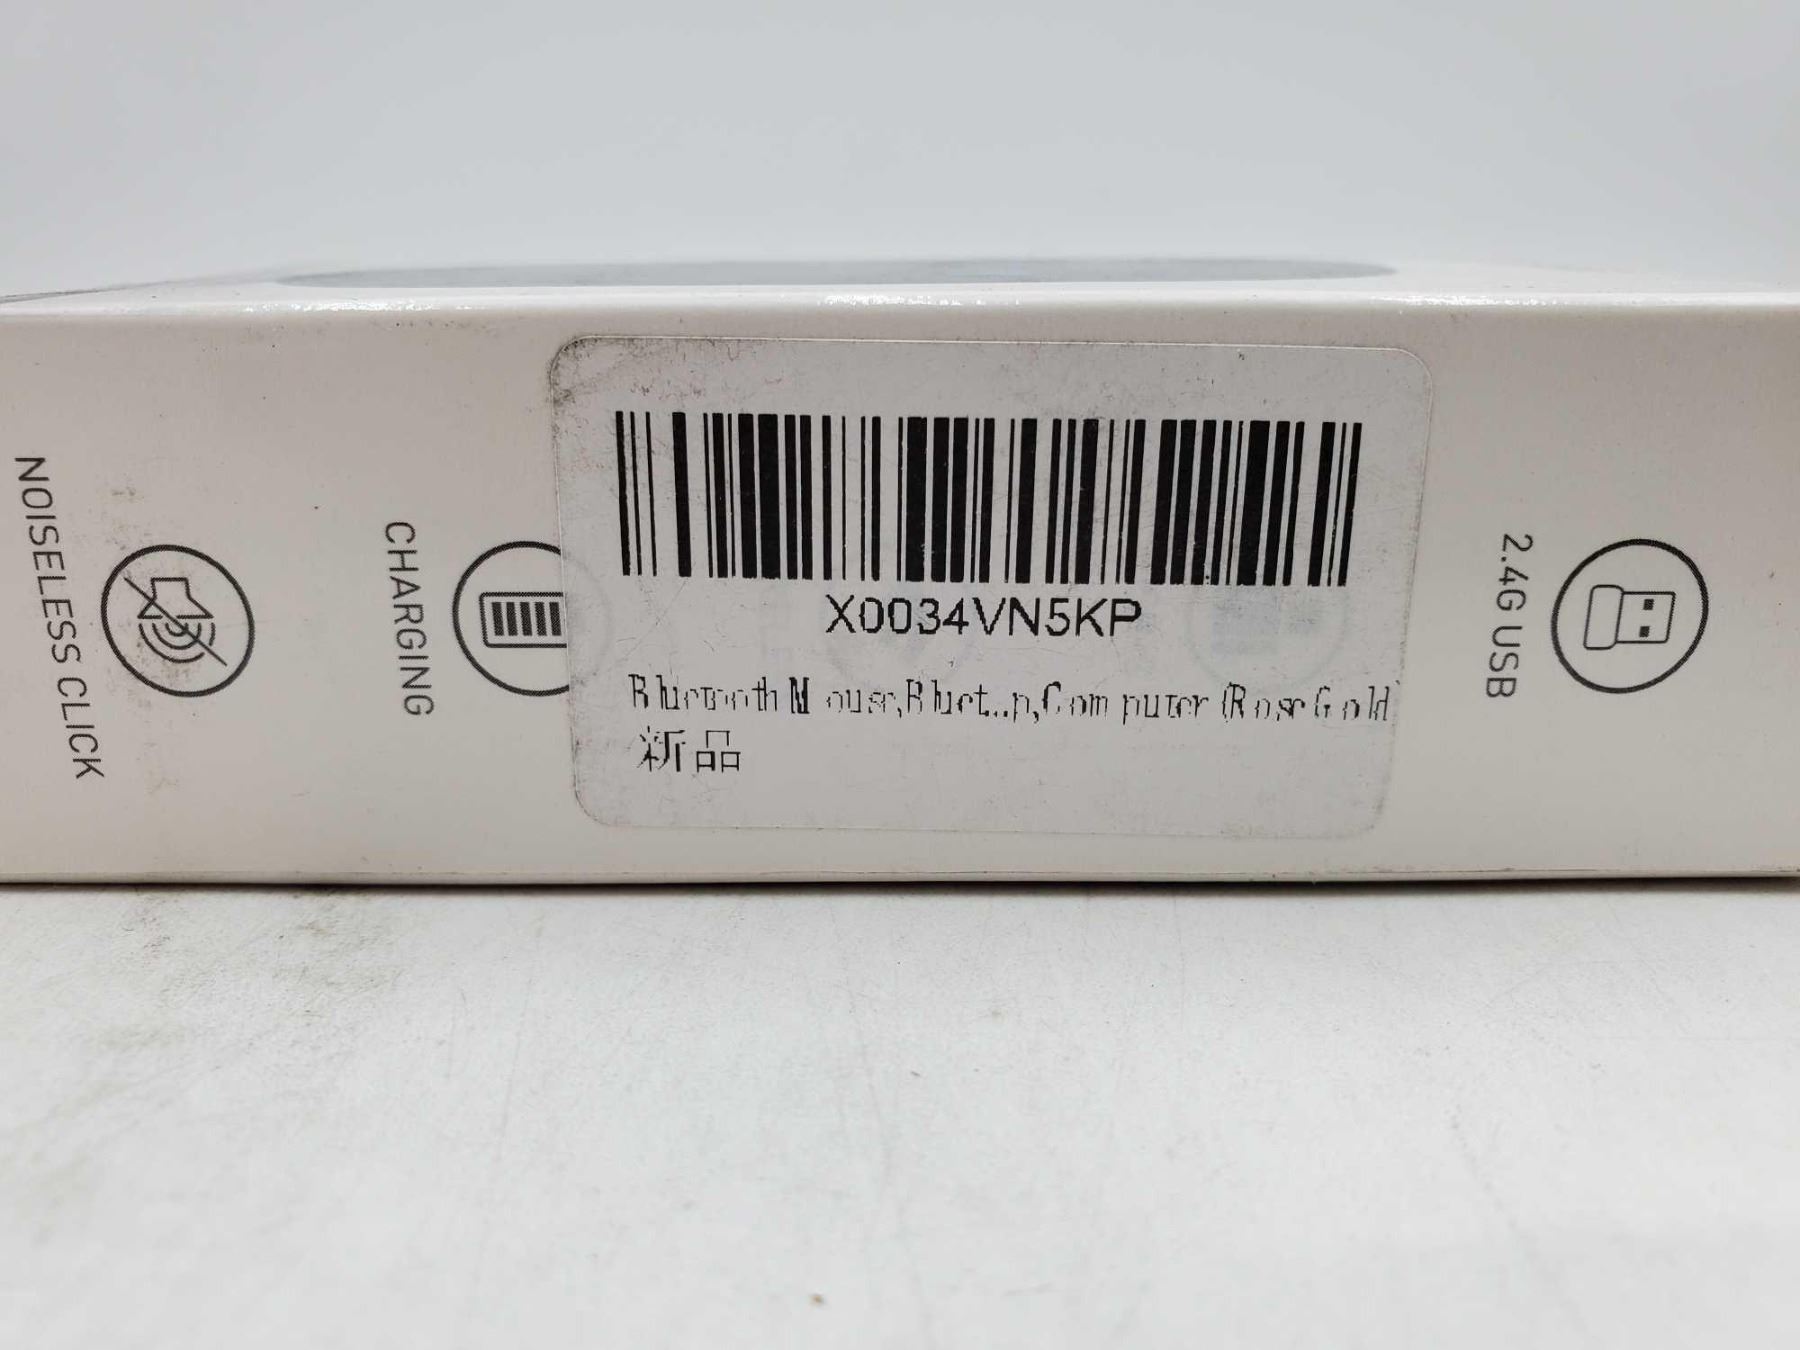 NOISELESS CLICK
CHARGING
X0034VN5KP
Bluetooth Mouse,Bluet...p,Computer (Rose Gold
新品
2.4G USB